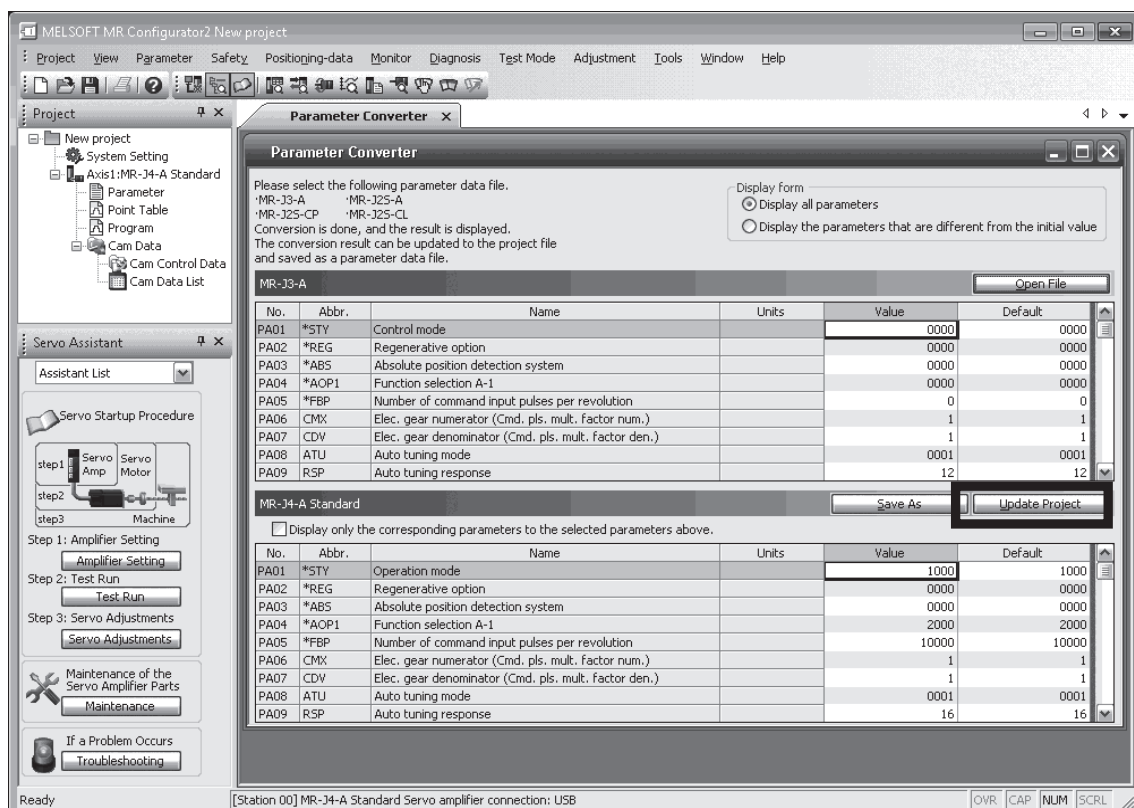 MELSOFT MR Configurator2 New project
Project View Parameter Safety Positioning-data Monitor Diagnosis Test Mode Adjustment Tools Window Help
Project
New project
System Setting
Axis1:MR-J4-A Standard
Parameter
Point Table
Program
Cam Data
Cam Control Data
Cam Data List
Servo Assistant
Assistant List
Servo Startup Procedure
step1 Servo Amp Servo Motor
step2
step3 Machine
Step 1: Amplifier Setting
Amplifier Setting
Step 2: Test Run
Test Run
Step 3: Servo Adjustments
Servo Adjustments
Maintenance of the
Servo Amplifier Parts
Maintenance
If a Problem Occurs
Troubleshooting
Parameter Converter
Parameter Converter
Please select the following parameter data file.
·MR-J3-A ·MR-J2S-A
·MR-J2S-CP ·MR-J2S-CL
Conversion is done, and the result is displayed.
The conversion result can be updated to the project file
and saved as a parameter data file.
Display form
Display all parameters
Display the parameters that are different from the initial value
MR-J3-A Open File
No. Abbr. Name Units Value Default
PA01 *STY Control mode 0000 0000
PA02 *REG Regenerative option 0000 0000
PA03 *ABS Absolute position detection system 0000 0000
PA04 *AOP1 Function selection A-1 0000 0000
PA05 *FBP Number of command input pulses per revolution 0 0
PA06 CMX Elec. gear numerator (Cmd. pls. mult. factor num.) 1 1
PA07 CDV Elec. gear denominator (Cmd. pls. mult. factor den.) 1 1
PA08 ATU Auto tuning mode 0001 0001
PA09 RSP Auto tuning response 12 12
MR-J4-A Standard Save As Update Project
Display only the corresponding parameters to the selected parameters above.
No. Abbr. Name Units Value Default
PA01 *STY Operation mode 1000 1000
PA02 *REG Regenerative option 0000 0000
PA03 *ABS Absolute position detection system 0000 0000
PA04 *AOP1 Function selection A-1 2000 2000
PA05 *FBP Number of command input pulses per revolution 10000 10000
PA06 CMX Elec. gear numerator (Cmd. pls. mult. factor num.) 1 1
PA07 CDV Elec. gear denominator (Cmd. pls. mult. factor den.) 1 1
PA08 ATU Auto tuning mode 0001 0001
PA09 RSP Auto tuning response 16 16
Ready [Station 00] MR-J4-A Standard Servo amplifier connection: USB OVR CAP NUM SCRL